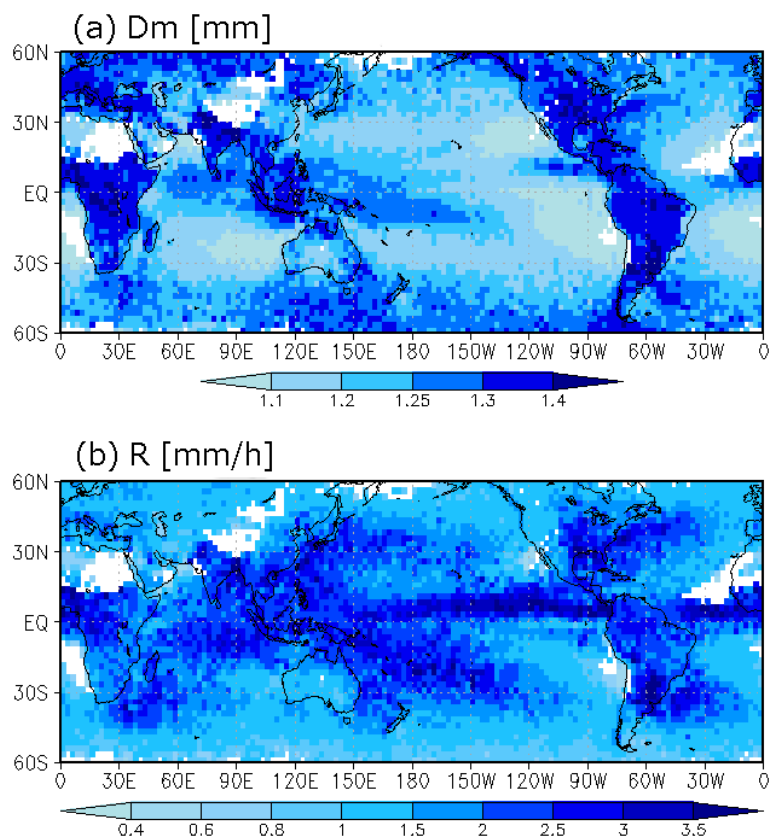 (a) Dm [mm]
60N
30N
EQ
30S
60S
0 30E 60E 90E 120E 150E 180 150W 120W 90W 60W 30W 0
1.1 1.2 1.25 1.3 1.4
(b) R [mm/h]
60N
30N
EQ
30S
60S
0 30E 60E 90E 120E 150E 180 150W 120W 90W 60W 30W 0
0.4 0.6 0.8 1 1.5 2 2.5 3 3.5